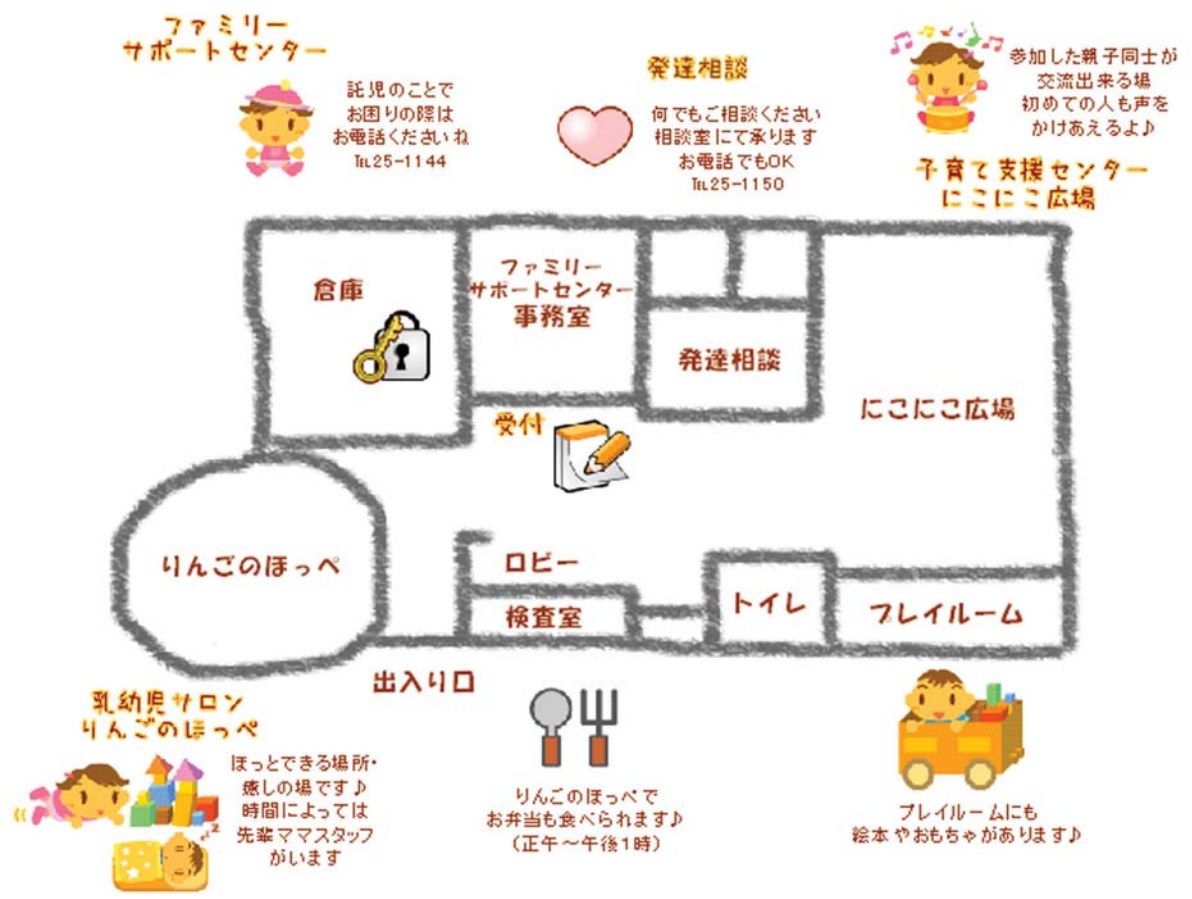 ファミリー
サポートセンター
託児のことで
お困りの際は
お電話くださいね
℡25-1144
発達相談
何でもご相談ください
相談室にて承ります
お電話でもOK
℡25-1150
参加した親子同士が
交流出来る場
初めての人も声を
かけあえるよ♪
子育て支援センター
にこにこ広場
倉庫
ファミリー
サポートセンター
事務室
発達相談
にこにこ広場
受付
りんごのほっぺ
ロビー
検査室
トイレ
プレイルーム
出入り口
乳幼児サロン
りんごのほっぺ
ほっとできる場所・
癒しの場です♪
時間によっては
先輩ママスタッフ
がいます
zzZ
りんごのほっぺで
お弁当も食べられます♪
(正午～午後1時)
プレイルームにも
絵本やおもちゃがあります♪